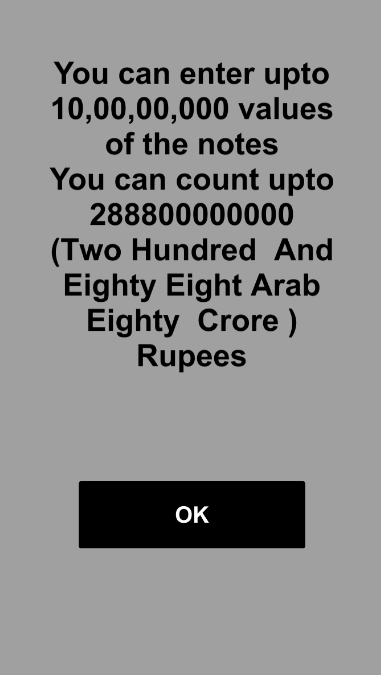 You can enter upto
10,00,00,000 values
of the notes
You can count upto
288800000000
(Two Hundred  And
Eighty Eight Arab
Eighty  Crore )
Rupees
OK